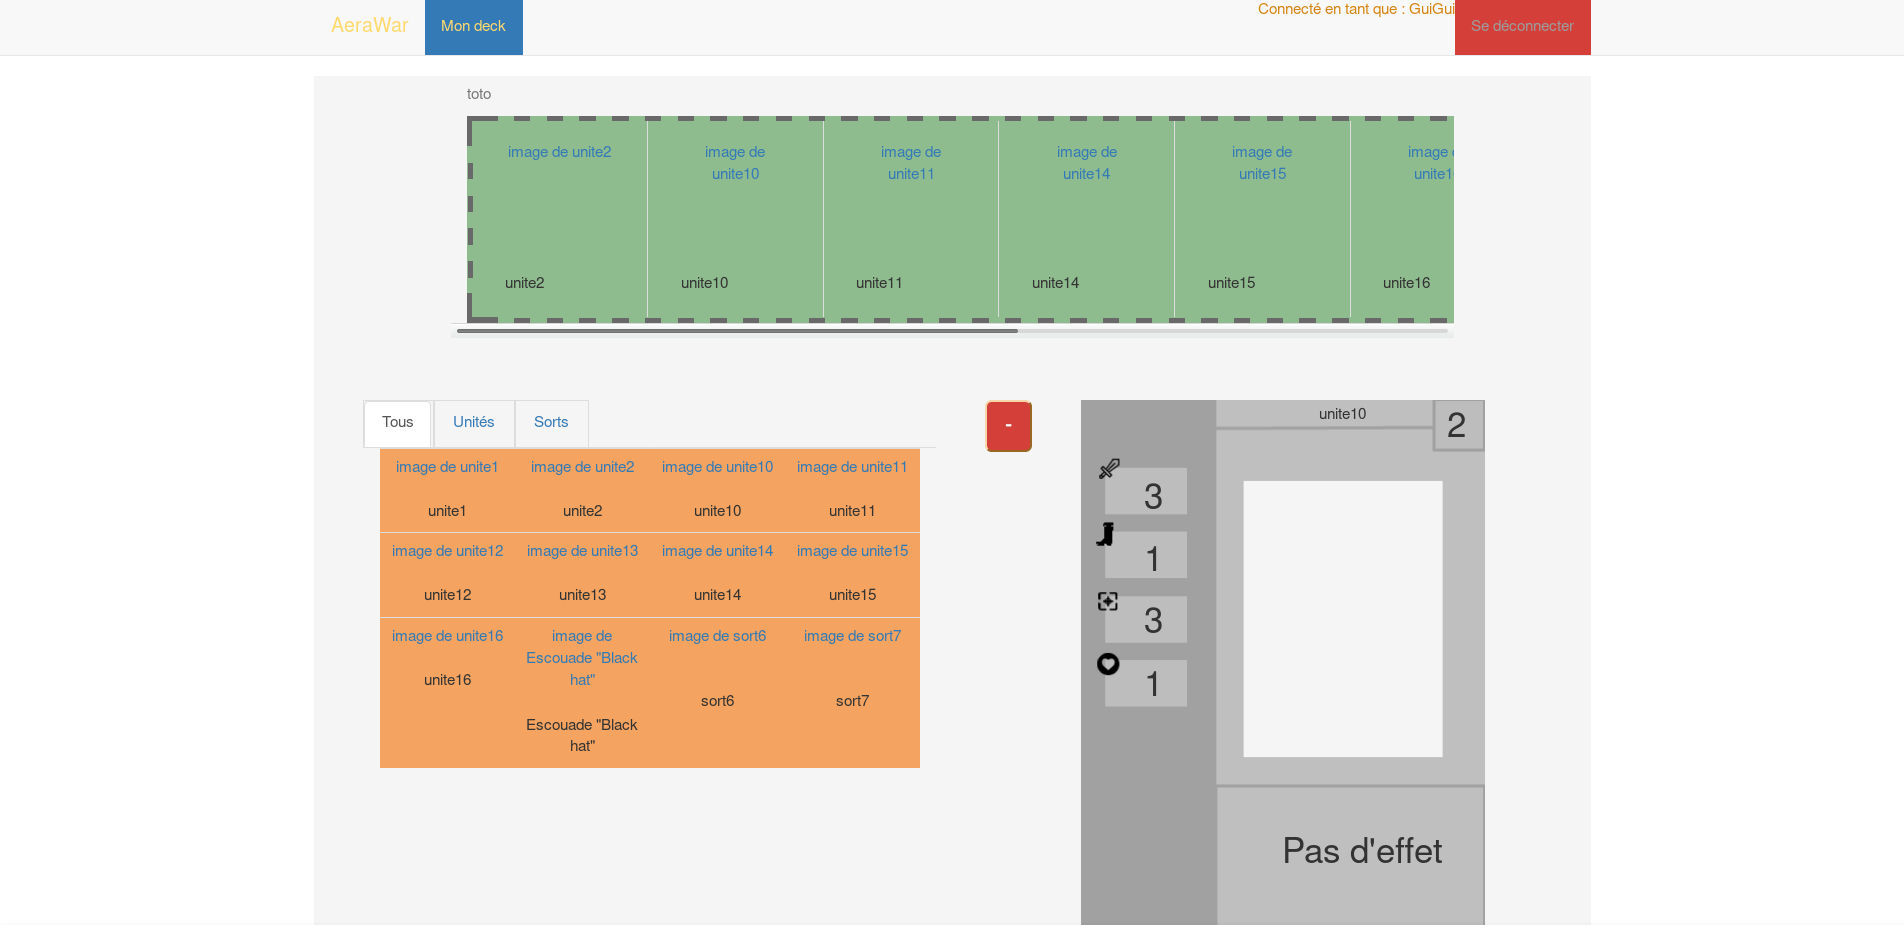 AeraWar
Mon deck
Connecté en tant que : GuiGui
Se déconnecter
toto
image de unite2
image de
unite10
image de
unite11
image de
unite14
image de
unite15
image
unite2
unite10
unite11
unite14
unite15
unite16
Tous
Unités
Sorts
-
image de unite1
image de unite2
image de unite10
image de unite11
unite1
unite2
unite10
unite11
image de unite12
image de unite13
image de unite14
image de unite15
unite12
unite13
unite14
unite15
image de unite16
image de
Escouade "Black
hat"
image de sort6
image de sort7
unite16
Escouade "Black
hat"
sort6
sort7
unite10
2
3
1
3
1
Pas d'effet